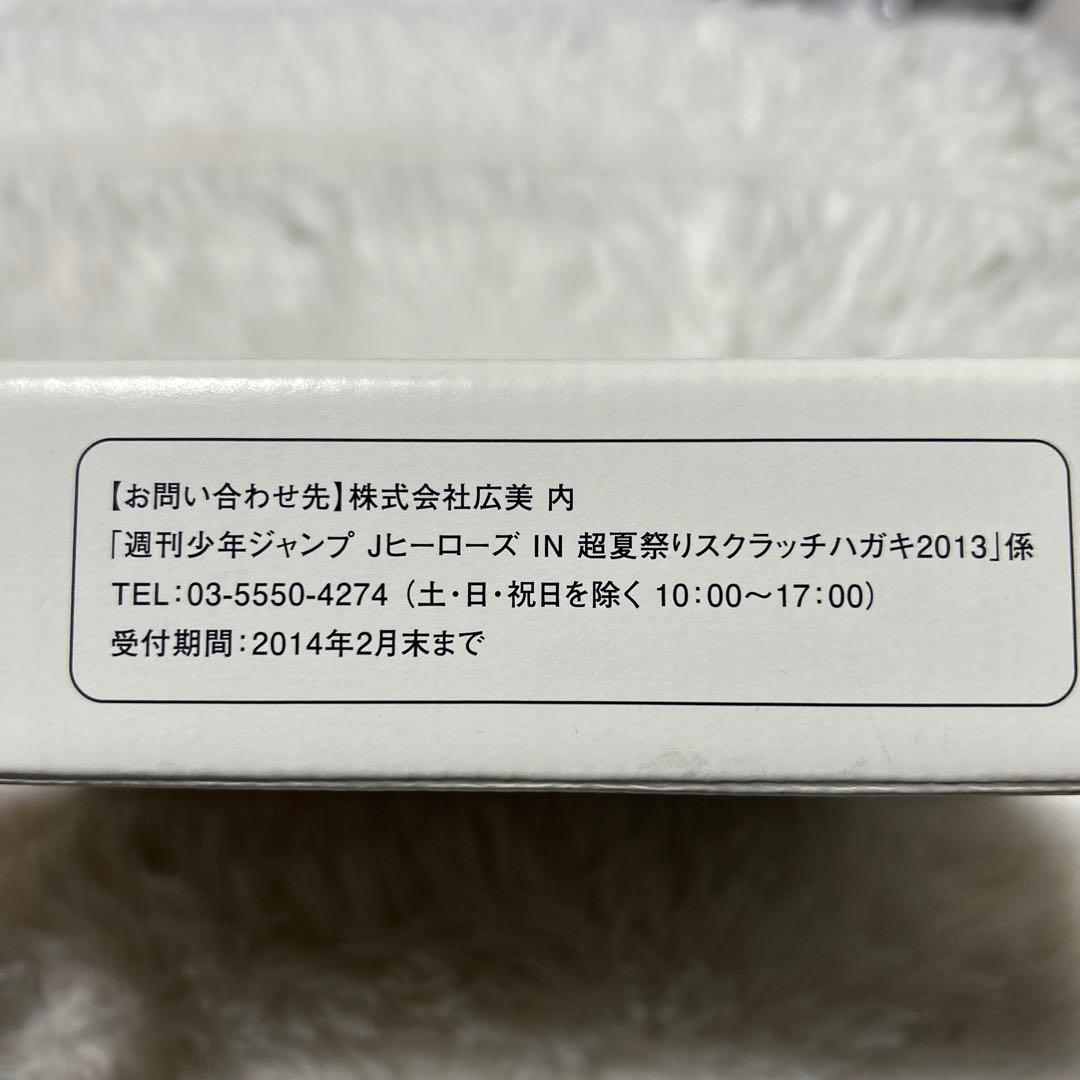 【お問い合わせ先】株式会社広美 内
「週刊少年ジャンプ Jヒーローズ IN 超夏祭りスクラッチハガキ2013」係
TEL：03-5550-4274（土・日・祝日を除く 10：00〜17：00）
受付期間：2014年2月末まで